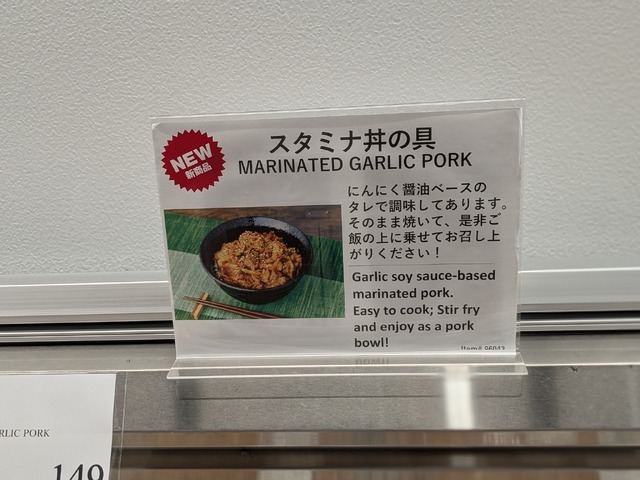 スタミナ丼の具
NEW
新商品
MARINATED GARLIC PORK
にんにく醤油ベースの
タレで調味してあります。
そのまま焼いて、是非ご
飯の上に乗せてお召し上
がりください！
Garlic soy sauce-based
marinated pork.
Easy to cook; Stir fry
and enjoy as a pork
bowl!
Item# 96043
RLIC PORK
149